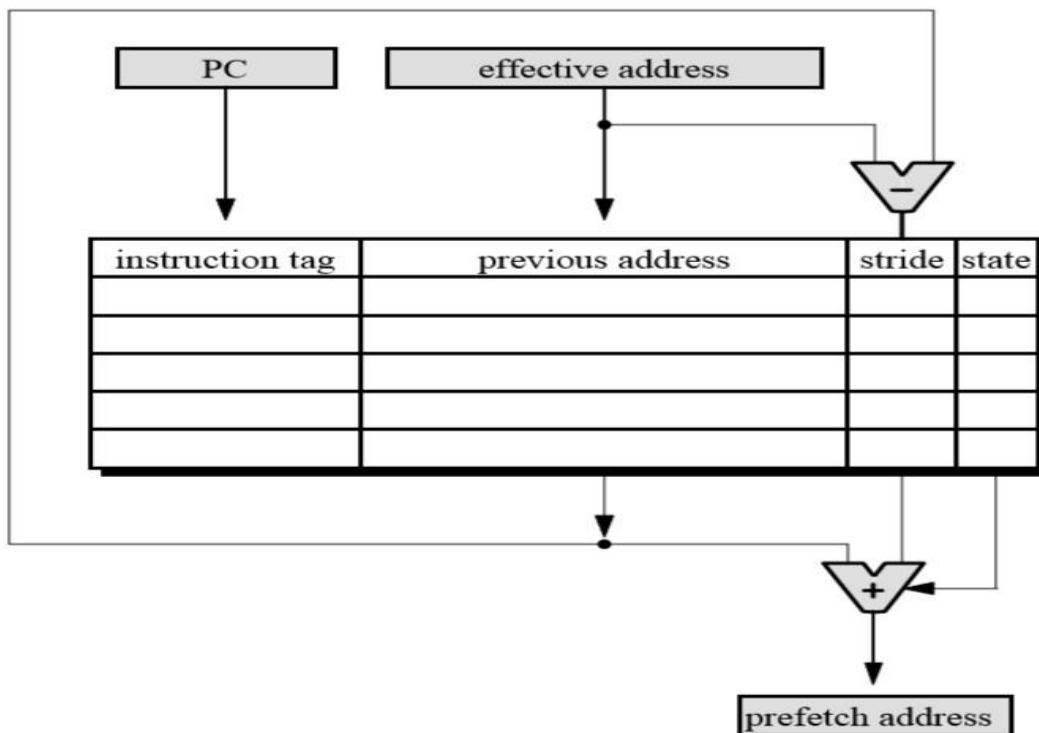 PC
effective address
−
instruction tag
previous address
stride
state
+
prefetch address